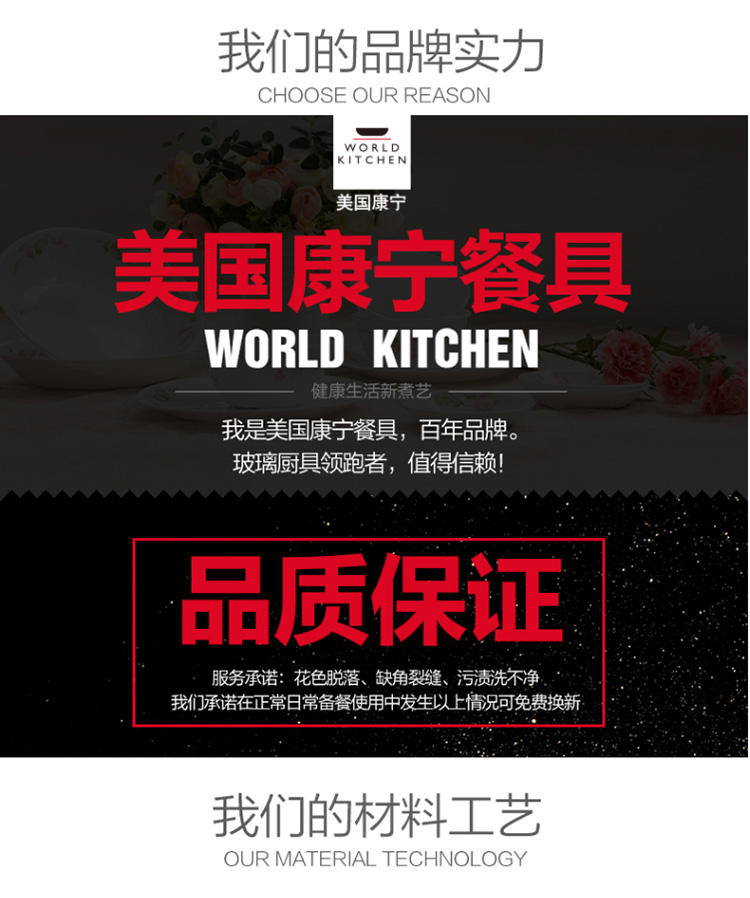 我们的品牌实力
CHOOSE OUR REASON
WORLD
KITCHEN
美国康宁
美国康宁餐具
WORLD KITCHEN
健康生活新煮艺
我是美国康宁餐具，百年品牌。
玻璃厨具领跑者，值得信赖！
品质保证
服务承诺：花色脱落、缺角裂缝、污渍洗不净
我们承诺在正常日常备餐使用中发生以上情况可免费换新
我们的材料工艺
OUR MATERIAL TECHNOLOGY